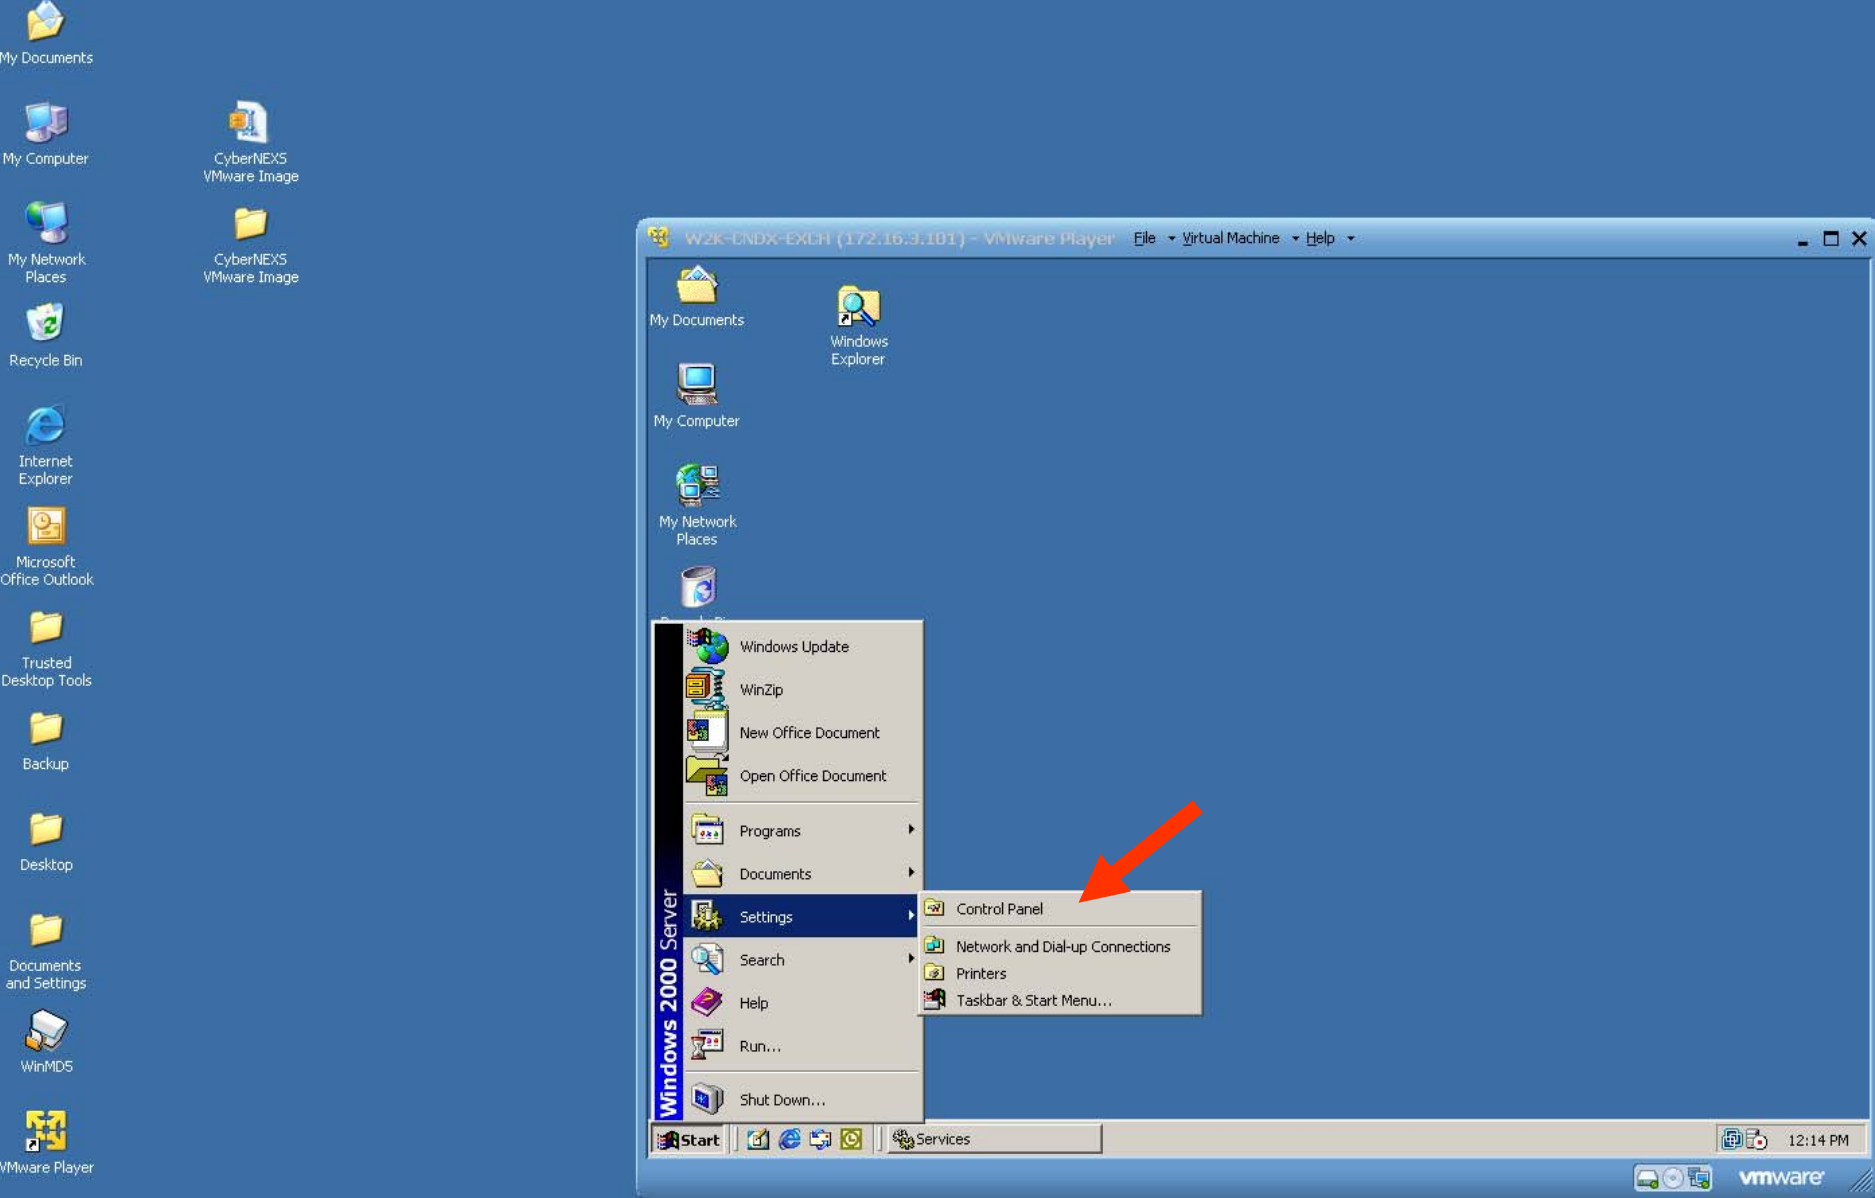 My Documents
My Computer
My Network
Places
Recycle Bin
Internet
Explorer
Microsoft
Office Outlook
Trusted
Desktop Tools
Backup
Desktop
Documents
and Settings
WinMD5
VMware Player
CyberNEXS
VMware Image
CyberNEXS
VMware Image
W2K-CNDX-EXCH (172.16.3.101) - VMware Player File Virtual Machine Help
My Documents
Windows
Explorer
My Computer
My Network
Places
Windows 2000 Server
Windows Update
WinZip
New Office Document
Open Office Document
Programs
Documents
Settings
Search
Help
Run...
Shut Down...
Control Panel
Network and Dial-up Connections
Printers
Taskbar & Start Menu...
Start Services 12:14 PM
vmware